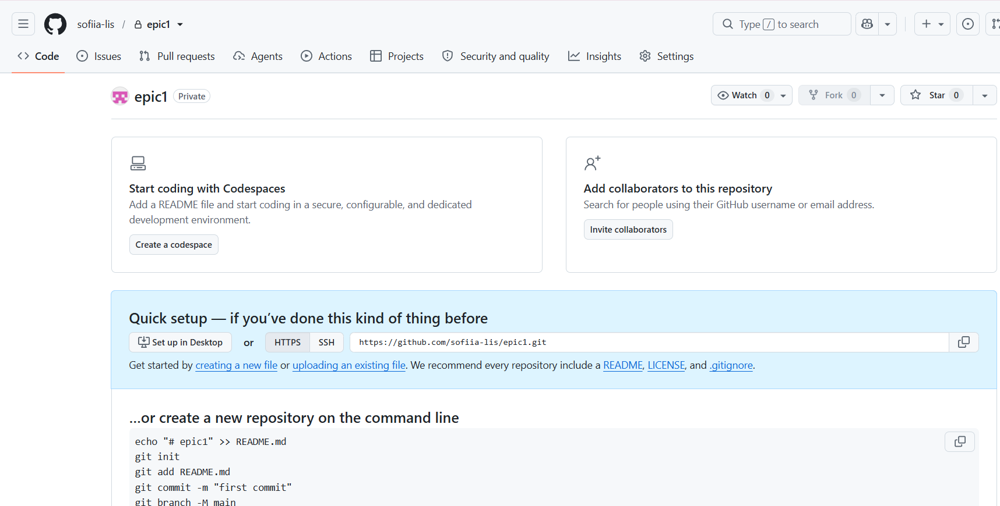 sofiia-lis / epic1
Type / to search
Code Issues Pull requests Agents Actions Projects Security and quality Insights Settings
epic1 Private
Watch 0 Fork 0 Star 0
Start coding with Codespaces
Add a README file and start coding in a secure, configurable, and dedicated
development environment.
Create a codespace
Add collaborators to this repository
Search for people using their GitHub username or email address.
Invite collaborators
Quick setup — if you’ve done this kind of thing before
Set up in Desktop or HTTPS SSH https://github.com/sofiia-lis/epic1.git
Get started by creating a new file or uploading an existing file. We recommend every repository include a README, LICENSE, and .gitignore.
…or create a new repository on the command line
echo "# epic1" >> README.md
git init
git add README.md
git commit -m "first commit"
git branch -M main